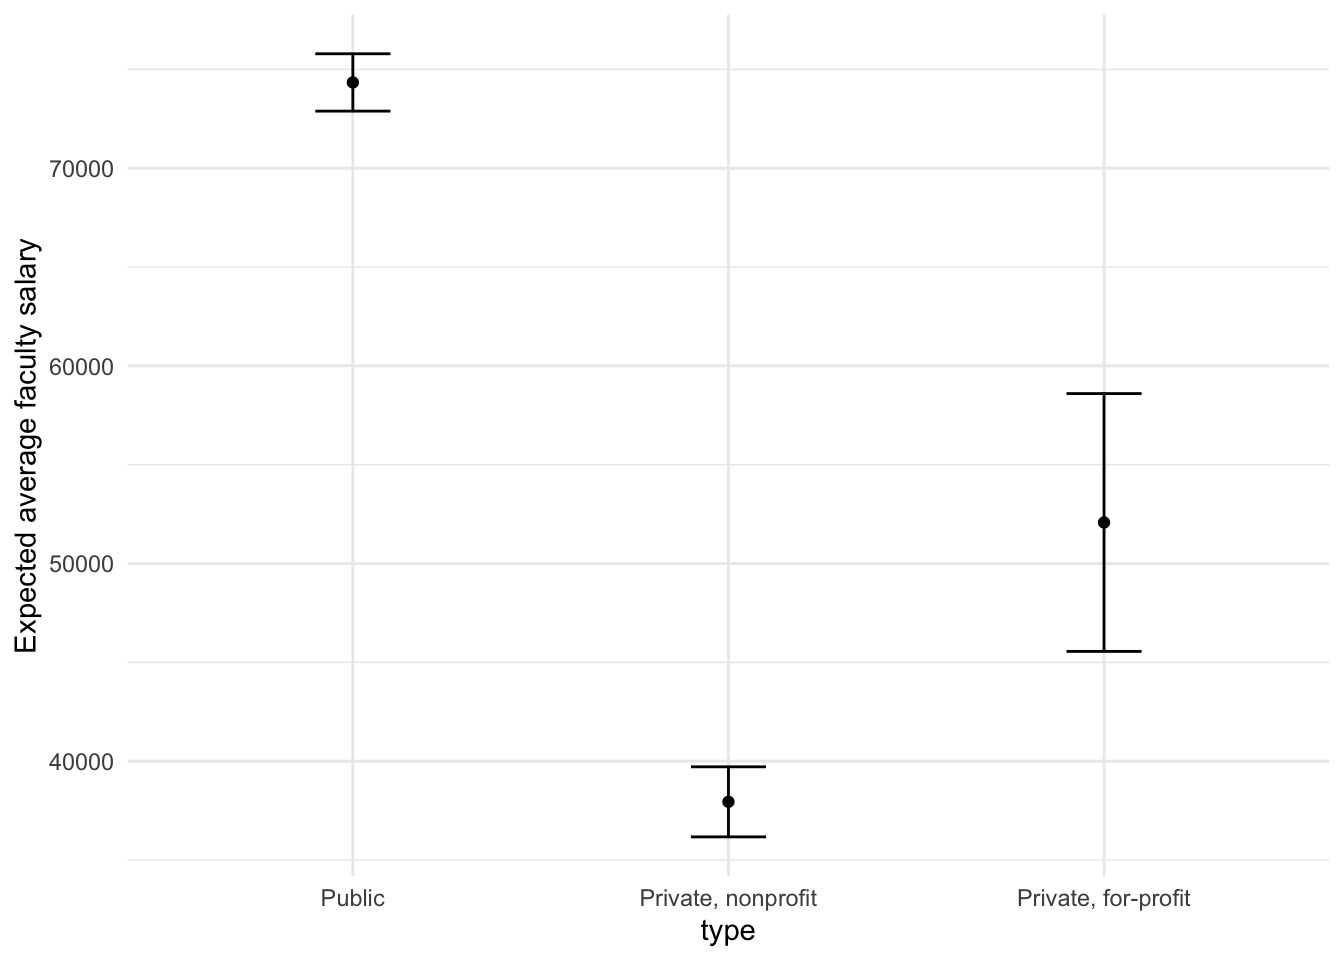 Expected average faculty salary
70000
60000
50000
40000
Public
Private, nonprofit
Private, for-profit
type